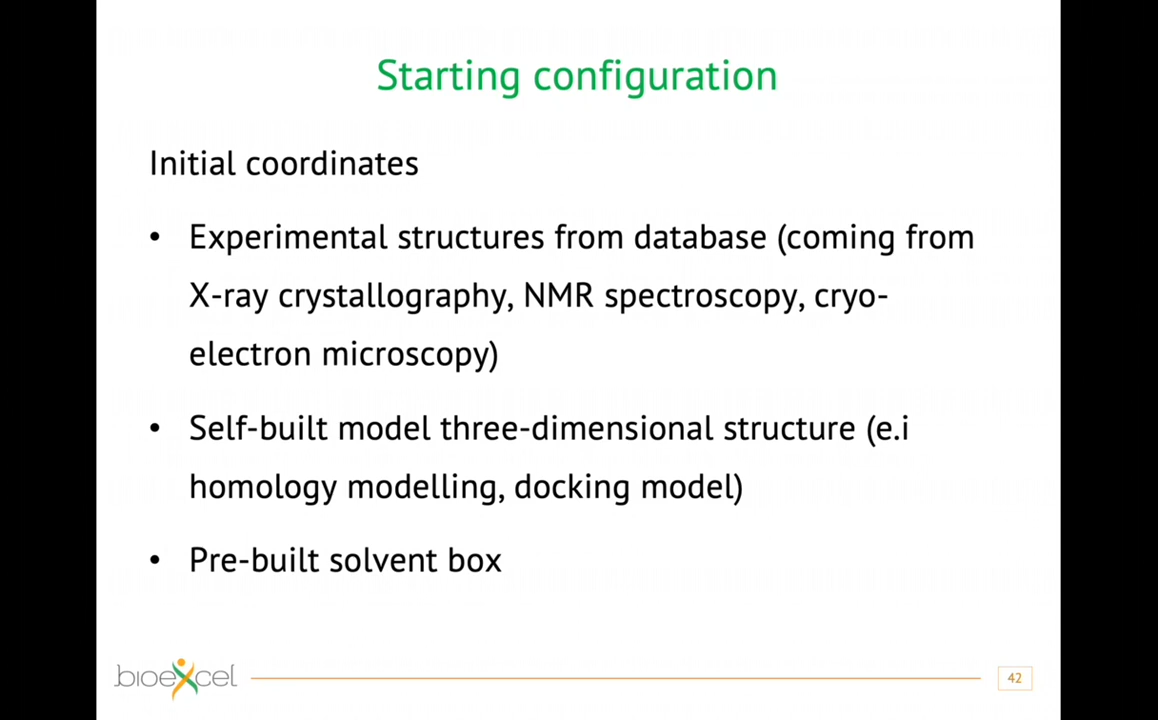 Starting configuration
Initial coordinates
• Experimental structures from database (coming from
X-ray crystallography, NMR spectroscopy, cryo-
electron microscopy)
• Self-built model three-dimensional structure (e.i
homology modelling, docking model)
• Pre-built solvent box
bioexcel
42